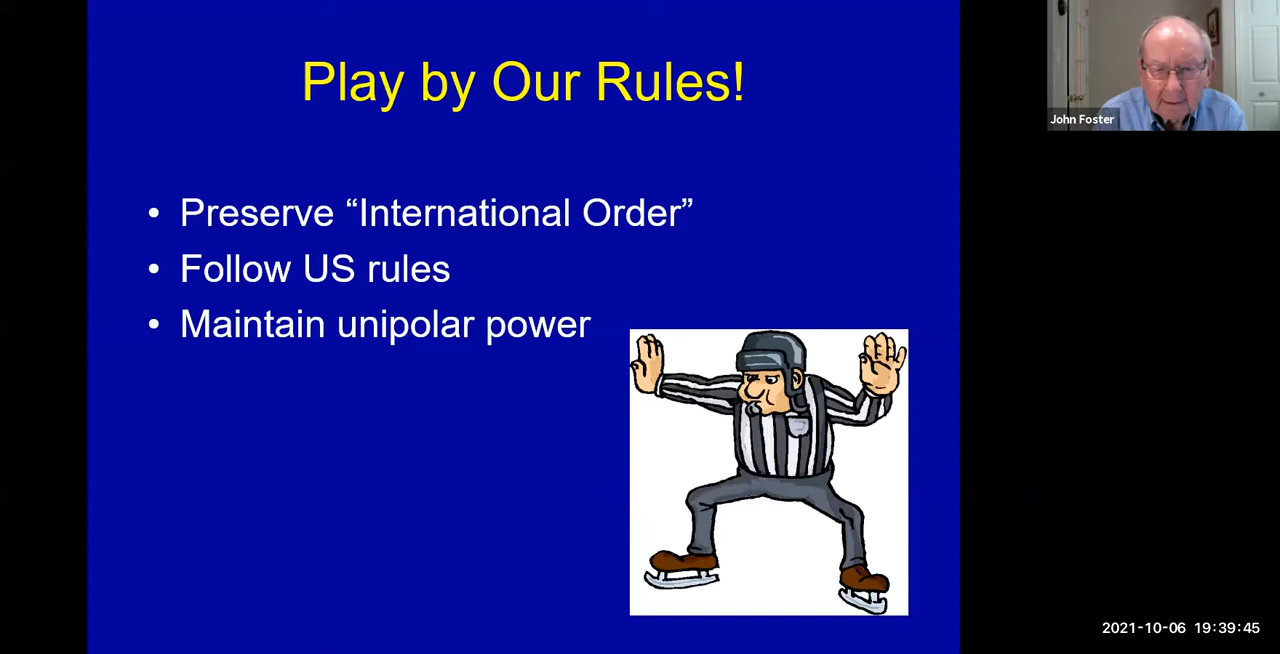 Play by Our Rules!
John Foster
• Preserve “International Order”
• Follow US rules
• Maintain unipolar power
2021-10-06 19:39:45